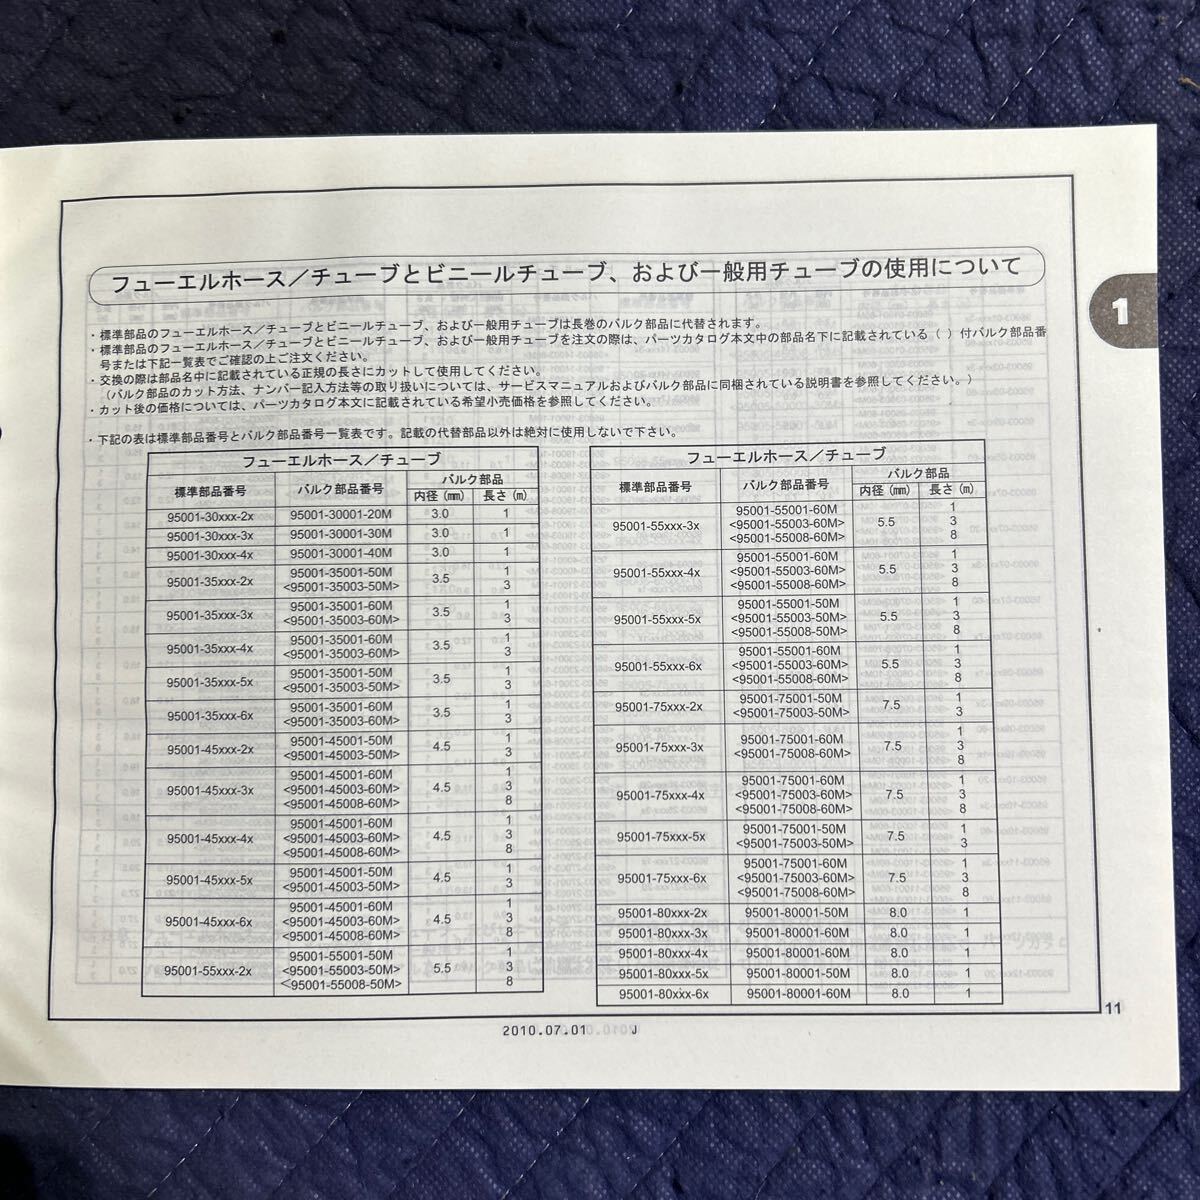 フューエルホース／チューブとビニールチューブ、および一般用チューブの使用について
1
・標準部品のフューエルホース／チューブとビニールチューブ、および一般用チューブは長巻のバルク部品に代替されます。
・標準部品のフューエルホース／チューブとビニールチューブ、および一般用チューブを注文の際は、パーツカタログ本文中の部品名下に記載されている（ ）付バルク部品番
号または下記一覧表でご確認の上ご注文ください。
・交換の際は部品名中に記載されている正規の長さにカットして使用してください。
（バルク部品のカット方法、ナンバー記入方法等の取り扱いについては、サービスマニュアルおよびバルク部品に同梱されている説明書を参照してください。）
・カット後の価格については、パーツカタログ本文に記載されている希望小売価格を参照してください。
・下記の表は標準部品番号とバルク部品番号一覧表です。記載の代替部品以外は絶対に使用しないで下さい。
フューエルホース／チューブ
標準部品番号 バルク部品番号 バルク部品
内径（㎜） 長さ（m）
95001-30xxx-2x 95001-30001-20M 3.0 1
95001-30xxx-3x 95001-30001-30M 3.0 1
95001-30xxx-4x 95001-30001-40M 3.0 1
95001-35xxx-2x 95001-35001-50M 3.5 1
<95001-35003-50M> 3
95001-35xxx-3x 95001-35001-60M 3.5 1
<95001-35003-60M> 3
95001-35xxx-4x 95001-35001-60M 3.5 1
<95001-35003-60M> 3
95001-35xxx-5x 95001-35001-50M 3.5 1
<95001-35003-50M> 3
95001-35xxx-6x 95001-35001-60M 3.5 1
<95001-35003-60M> 3
95001-45xxx-2x 95001-45001-50M 4.5 1
<95001-45003-50M> 3
95001-45xxx-3x 95001-45001-60M 4.5 1
<95001-45003-60M> 3
<95001-45008-60M> 8
95001-45xxx-4x 95001-45001-60M 4.5 1
<95001-45003-60M> 3
<95001-45008-60M> 8
95001-45xxx-5x 95001-45001-50M 4.5 1
<95001-45003-50M> 3
95001-45xxx-6x 95001-45001-60M 4.5 1
<95001-45003-60M> 3
<95001-45008-60M> 8
95001-55xxx-2x 95001-55001-50M 5.5 1
<95001-55003-50M> 3
<95001-55008-50M> 8
フューエルホース／チューブ
標準部品番号 バルク部品番号 バルク部品
内径（㎜） 長さ（m）
95001-55xxx-3x 95001-55001-60M 5.5 1
<95001-55003-60M> 3
<95001-55008-60M> 8
95001-55xxx-4x 95001-55001-60M 5.5 1
<95001-55003-60M> 3
<95001-55008-60M> 8
95001-55xxx-5x 95001-55001-50M 5.5 1
<95001-55003-50M> 3
<95001-55008-50M> 8
95001-55xxx-6x 95001-55001-60M 5.5 1
<95001-55003-60M> 3
<95001-55008-60M> 8
95001-75xxx-2x 95001-75001-50M 7.5 1
<95001-75003-50M> 3
95001-75xxx-3x 95001-75001-60M 7.5 1
<95001-75008-60M> 3
8
95001-75xxx-4x 95001-75001-60M 7.5 1
<95001-75003-60M> 3
<95001-75008-60M> 8
95001-75xxx-5x 95001-75001-50M 7.5 1
<95001-75003-50M> 3
95001-75xxx-6x 95001-75001-60M 7.5 1
<95001-75003-60M> 3
<95001-75008-60M> 8
95001-80xxx-2x 95001-80001-50M 8.0 1
95001-80xxx-3x 95001-80001-60M 8.0 1
95001-80xxx-4x 95001-80001-60M 8.0 1
95001-80xxx-5x 95001-80001-50M 8.0 1
95001-80xxx-6x 95001-80001-60M 8.0 1
11
2010.07.01 J